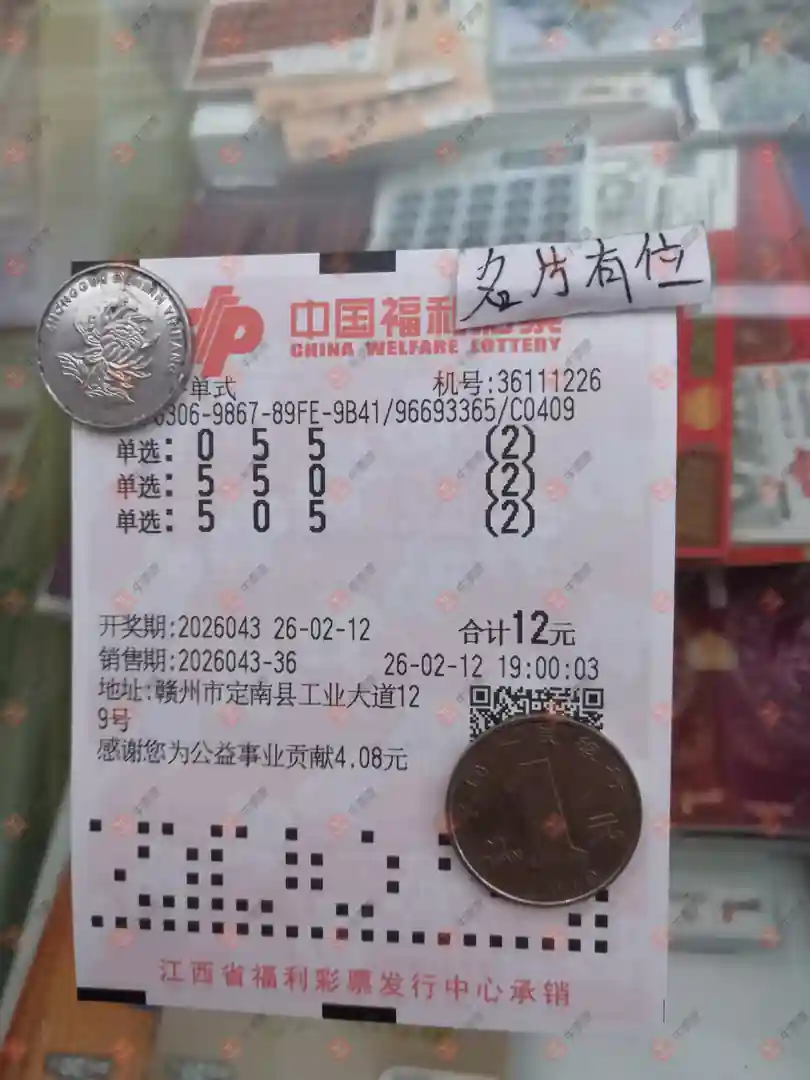 名片有位
中国福利彩票
CHINA WELFARE LOTTERY
单式 机号:36111226
6306-9867-89FE-9B41/96693365/C0409
单选: 0 5 5 (2)
单选: 5 5 0 (2)
单选: 5 0 5 (2)
开奖期:2026043 26-02-12 合计12元
销售期:2026043-36 26-02-12 19:00:03
地址:赣州市定南县工业大道12
9号
感谢您为公益事业贡献4.08元
江西省福利彩票发行中心承销